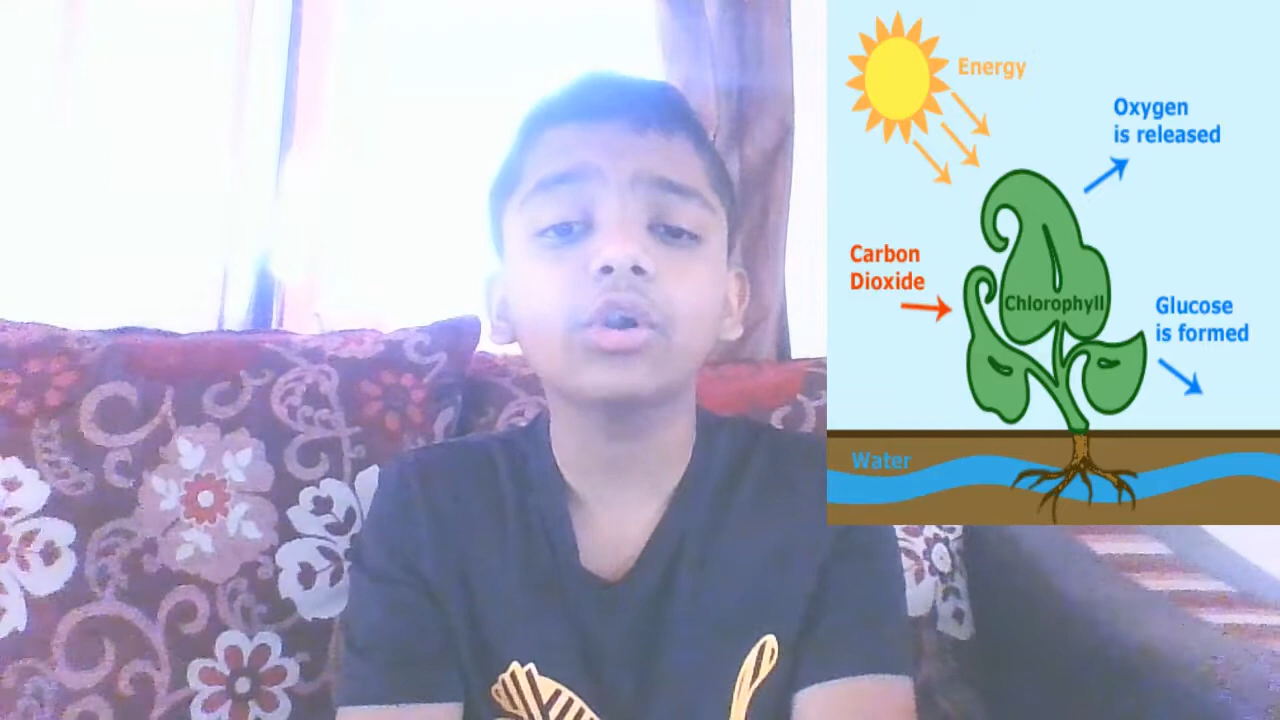 Energy
Oxygen
is released
Carbon
Dioxide
Chlorophyll
Glucose
is formed
Water